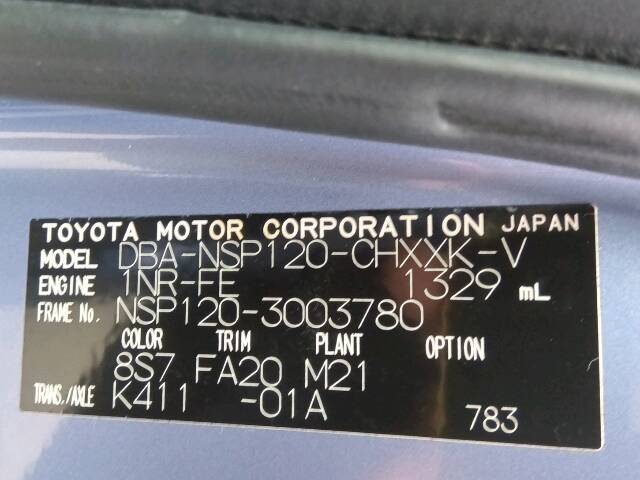 TOYOTA MOTOR CORPORATION JAPAN
MODEL DBA-NSP120-CHXXK-V
ENGINE 1NR-FE 1329 mL
FRAME No. NSP120-3003780
COLOR TRIM PLANT OPTION
8S7 FA20 M21
TRANS./AXLE K411 -01A 783